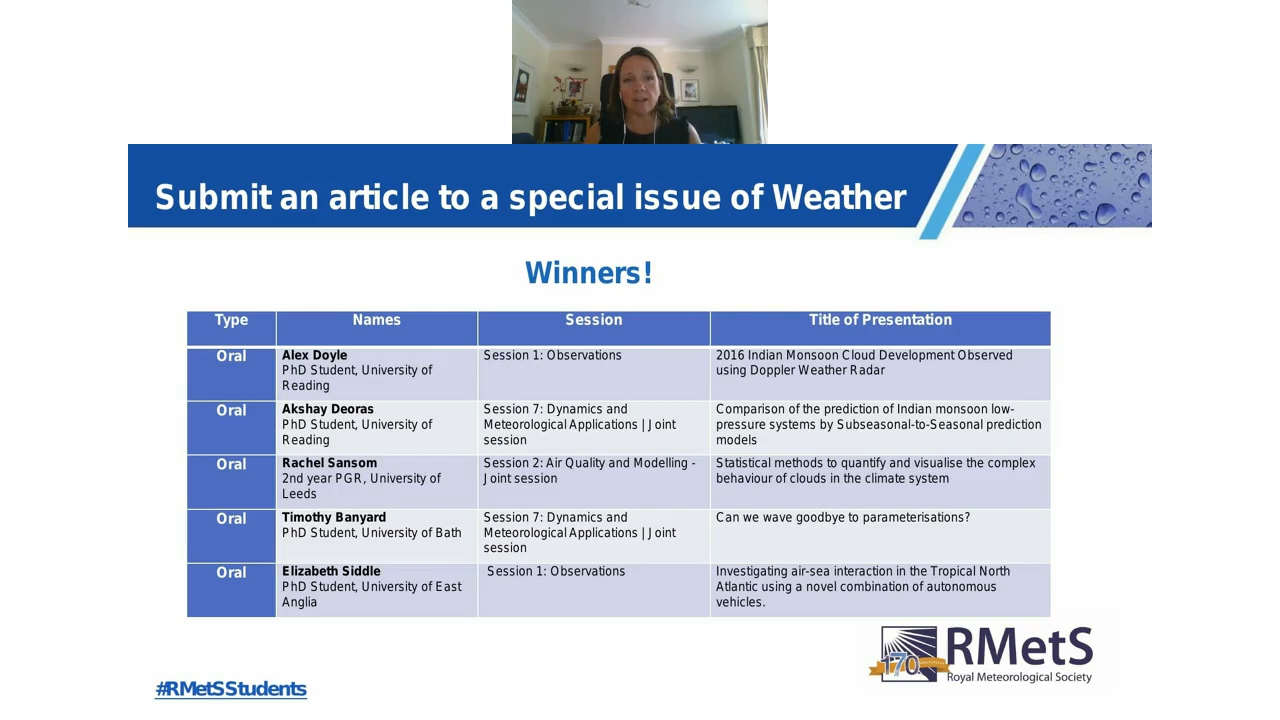 Submit an article to a special issue of Weather
Winners!
Type Names Session Title of Presentation
Oral
Alex Doyle
PhD Student, University of
Reading
Session 1: Observations
2016 Indian Monsoon Cloud Development Observed
using Doppler Weather Radar
Oral
Akshay Deoras
PhD Student, University of
Reading
Session 7: Dynamics and
Meteorological Applications | Joint
session
Comparison of the prediction of Indian monsoon low-
pressure systems by Subseasonal-to-Seasonal prediction
models
Oral
Rachel Sansom
2nd year PGR, University of
Leeds
Session 2: Air Quality and Modelling -
Joint session
Statistical methods to quantify and visualise the complex
behaviour of clouds in the climate system
Oral
Timothy Banyard
PhD Student, University of Bath
Session 7: Dynamics and
Meteorological Applications | Joint
session
Can we wave goodbye to parameterisations?
Oral
Elizabeth Siddle
PhD Student, University of East
Anglia
Session 1: Observations
Investigating air-sea interaction in the Tropical North
Atlantic using a novel combination of autonomous
vehicles.
170
RMetS
Royal Meteorological Society
#RMetSStudents